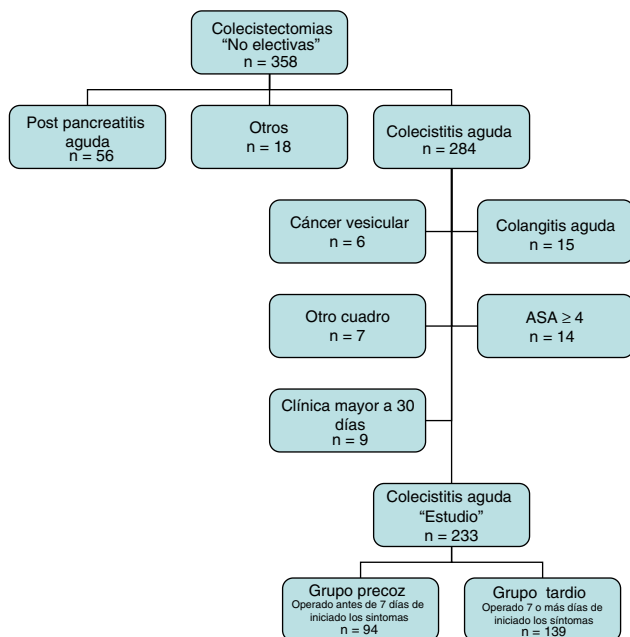 Colecistectomias
“No electivas”
n = 358
Post pancreatitis
aguda
n = 56
Otros
n = 18
Colecistitis aguda
n = 284
Cáncer vesicular
n = 6
Colangitis aguda
n = 15
Otro cuadro
n = 7
ASA ≥ 4
n = 14
Clínica mayor a 30
días
n = 9
Colecistitis aguda
“Estudio”
n = 233
Grupo precoz
Operado antes de 7 días de
iniciado los sintomas
n = 94
Grupo tardio
Operado 7 o más días de
iniciado los síntomas
n = 139